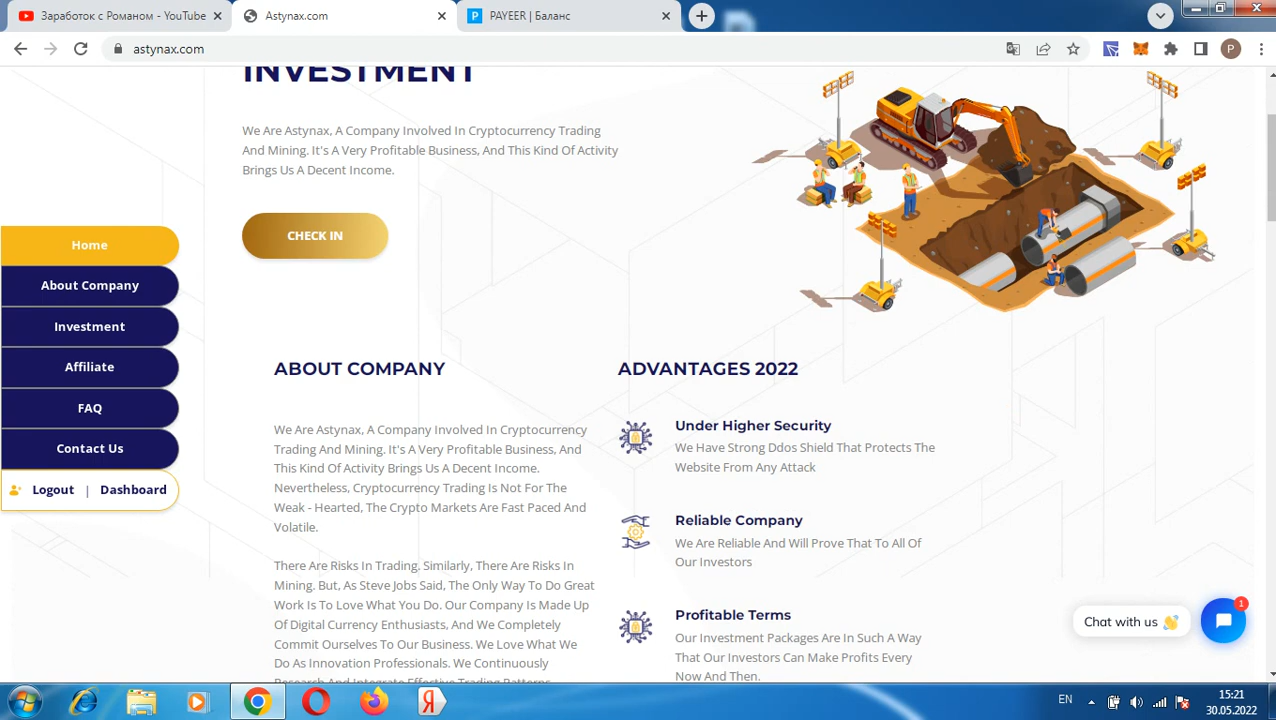 Заработок с Романом - YouTube
Astynax.com
PAYEER | Баланс
astynax.com
P
INVESTMENT
We Are Astynax, A Company Involved In Cryptocurrency Trading
And Mining. It's A Very Profitable Business, And This Kind Of Activity
Brings Us A Decent Income.
CHECK IN
Home
About Company
Investment
Affiliate
FAQ
Contact Us
Logout | Dashboard
ABOUT COMPANY
We Are Astynax, A Company Involved In Cryptocurrency
Trading And Mining. It's A Very Profitable Business, And
This Kind Of Activity Brings Us A Decent Income.
Nevertheless, Cryptocurrency Trading Is Not For The
Weak - Hearted, The Crypto Markets Are Fast Paced And
Volatile.
There Are Risks In Trading. Similarly, There Are Risks In
Mining. But, As Steve Jobs Said, The Only Way To Do Great
Work Is To Love What You Do. Our Company Is Made Up
Of Digital Currency Enthusiasts, And We Completely
Commit Ourselves To Our Business. We Love What We
Do As Innovation Professionals. We Continuously
Research And Integrate Effective Trading Patterns
ADVANTAGES 2022
Under Higher Security
We Have Strong Ddos Shield That Protects The
Website From Any Attack
Reliable Company
We Are Reliable And Will Prove That To All Of
Our Investors
Profitable Terms
Our Investment Packages Are In Such A Way
That Our Investors Can Make Profits Every
Now And Then.
Chat with us 👋
1
EN
15:21
30.05.2022